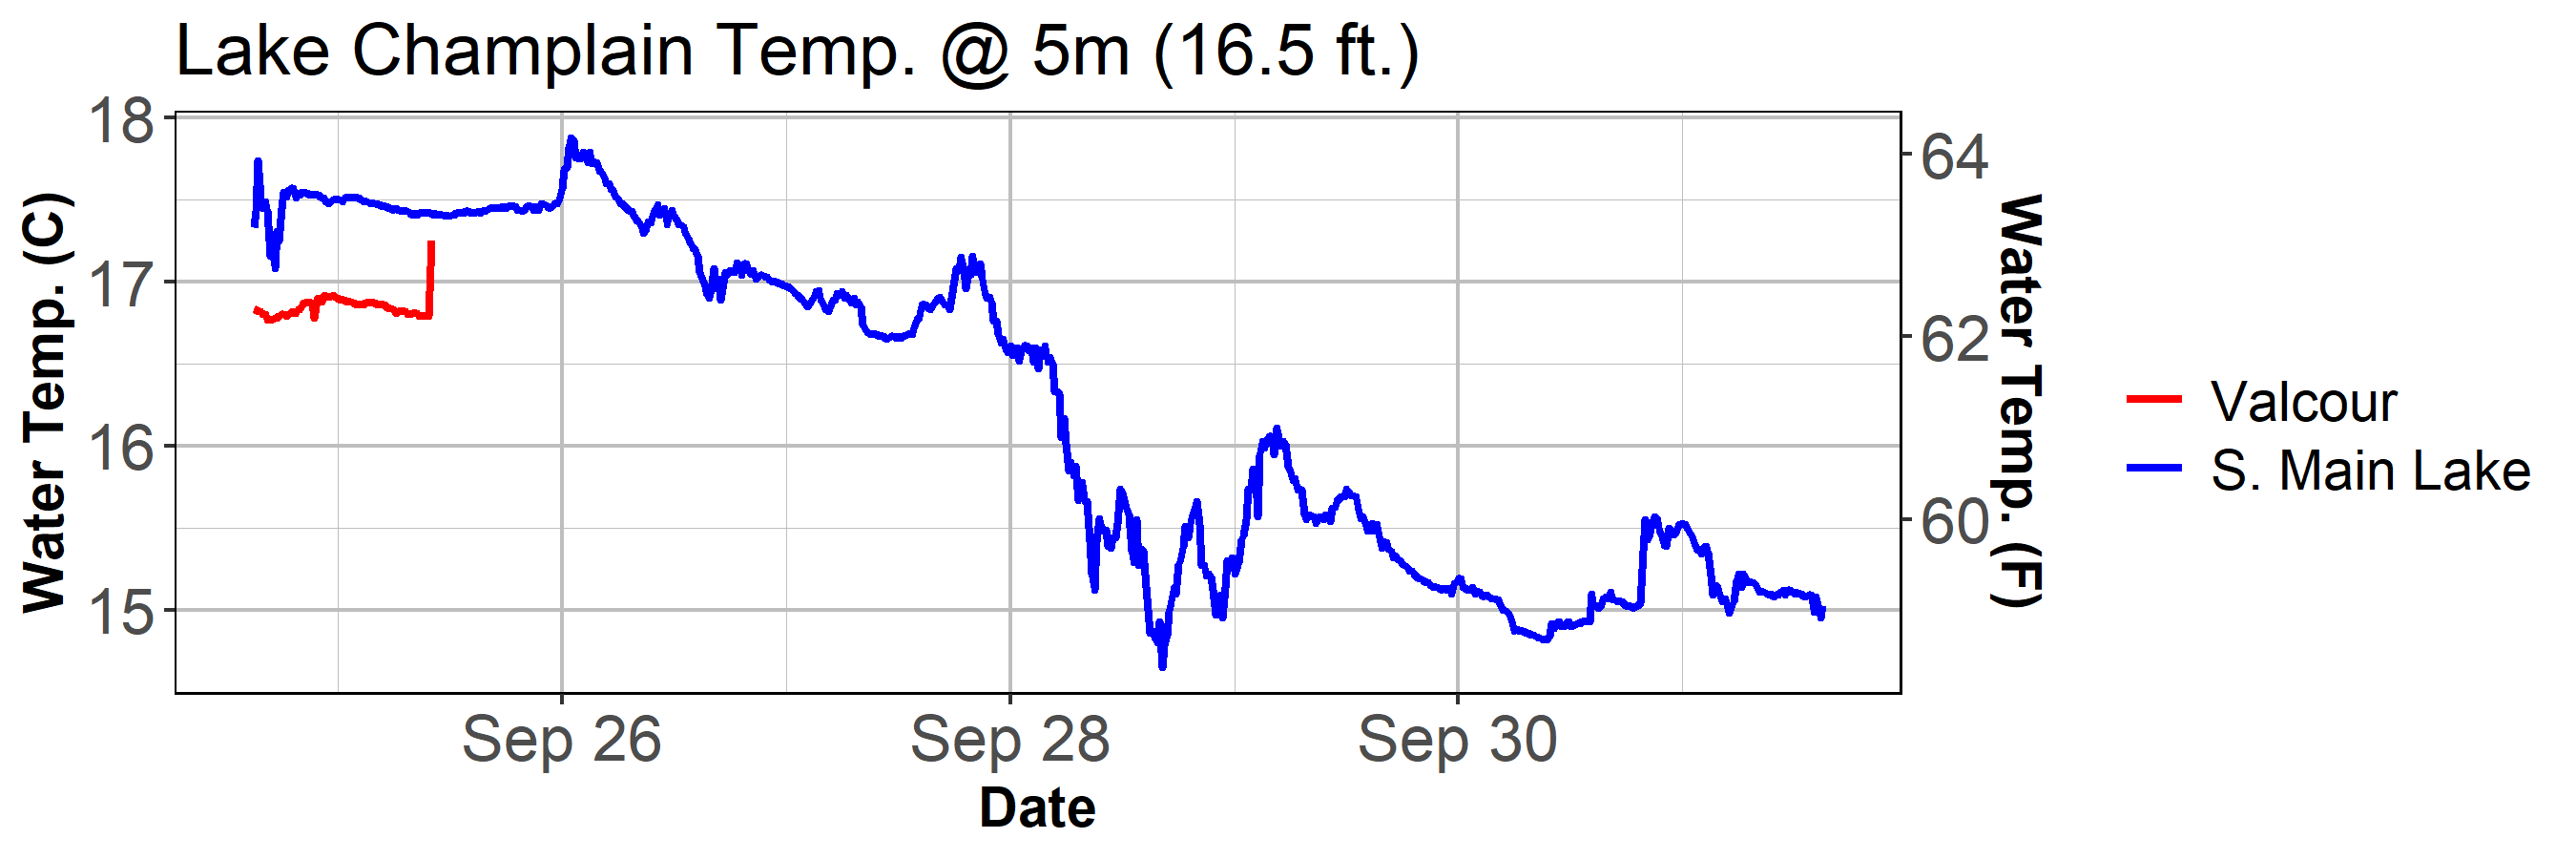 Lake Champlain Temp. @ 5m (16.5 ft.)
Water Temp. (C)
18
17
16
15
64
62
60
Water Temp. (F)
Sep 26
Sep 28
Sep 30
Date
Valcour
S. Main Lake